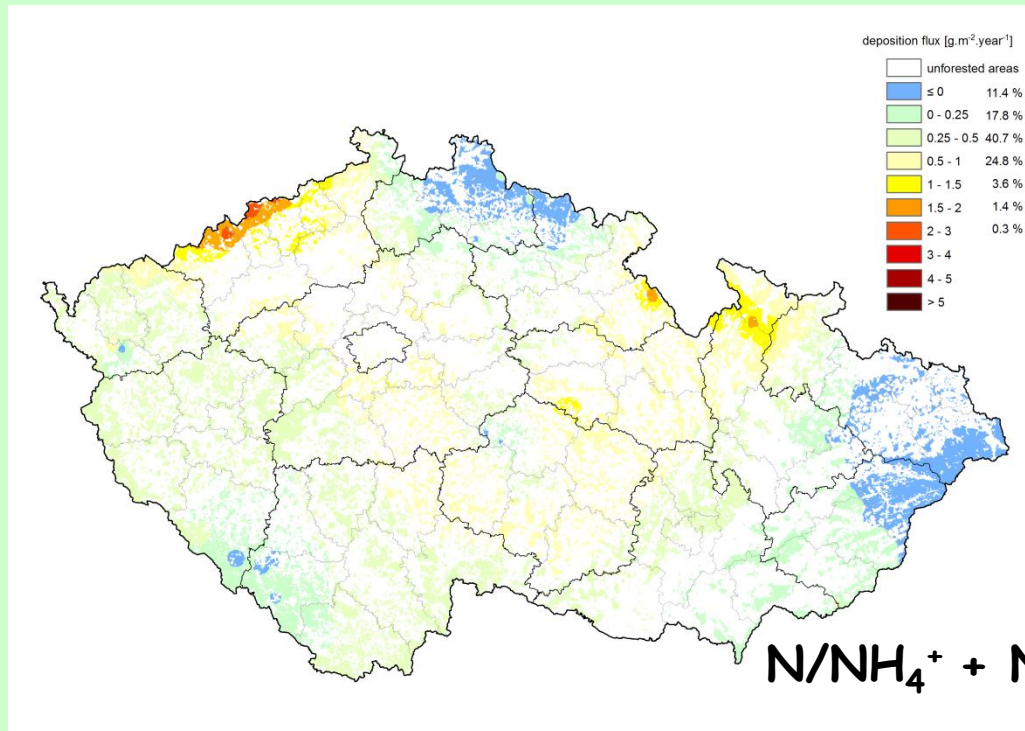 deposition flux [g.m⁻².year⁻¹]
unforested areas
≤ 0 11.4 %
0 - 0.25 17.8 %
0.25 - 0.5 40.7 %
0.5 - 1 24.8 %
1 - 1.5 3.6 %
1.5 - 2 1.4 %
2 - 3 0.3 %
3 - 4
4 - 5
> 5
N/NH₄⁺ + N